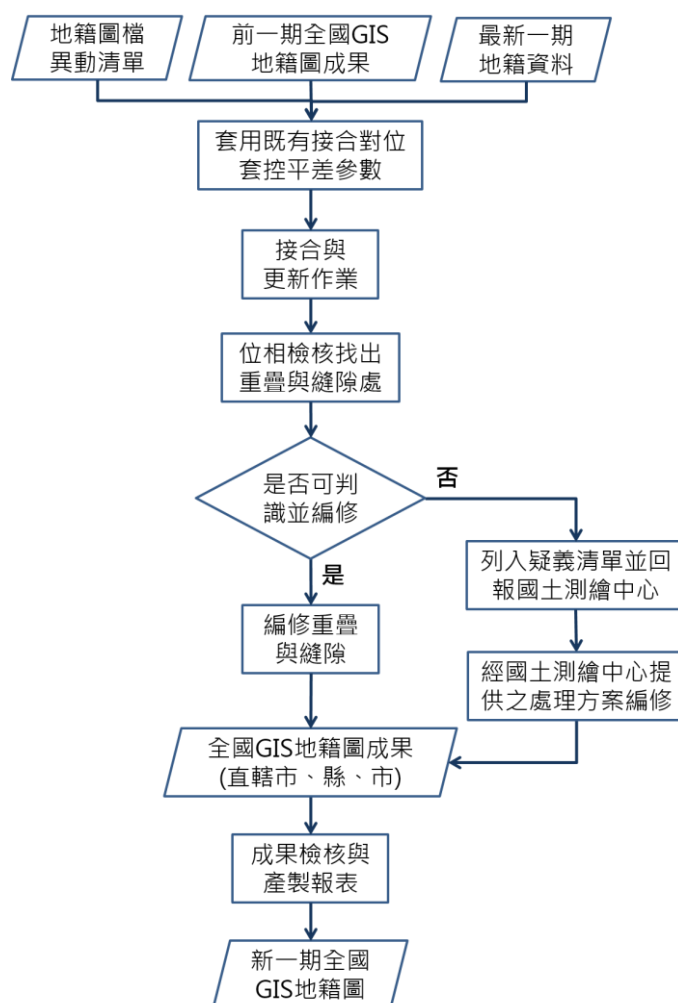 地籍圖檔
異動清單
前一期全國GIS
地籍圖成果
最新一期
地籍資料
套用既有接合對位
套控平差參數
接合與
更新作業
位相檢核找出
重疊與縫隙處
是否可判
識並編修
否
是
列入疑義清單並回
報國土測繪中心
編修重疊
與縫隙
經國土測繪中心提
供之處理方案編修
全國GIS地籍圖成果
(直轄市、縣、市)
成果檢核與
產製報表
新一期全國
GIS地籍圖